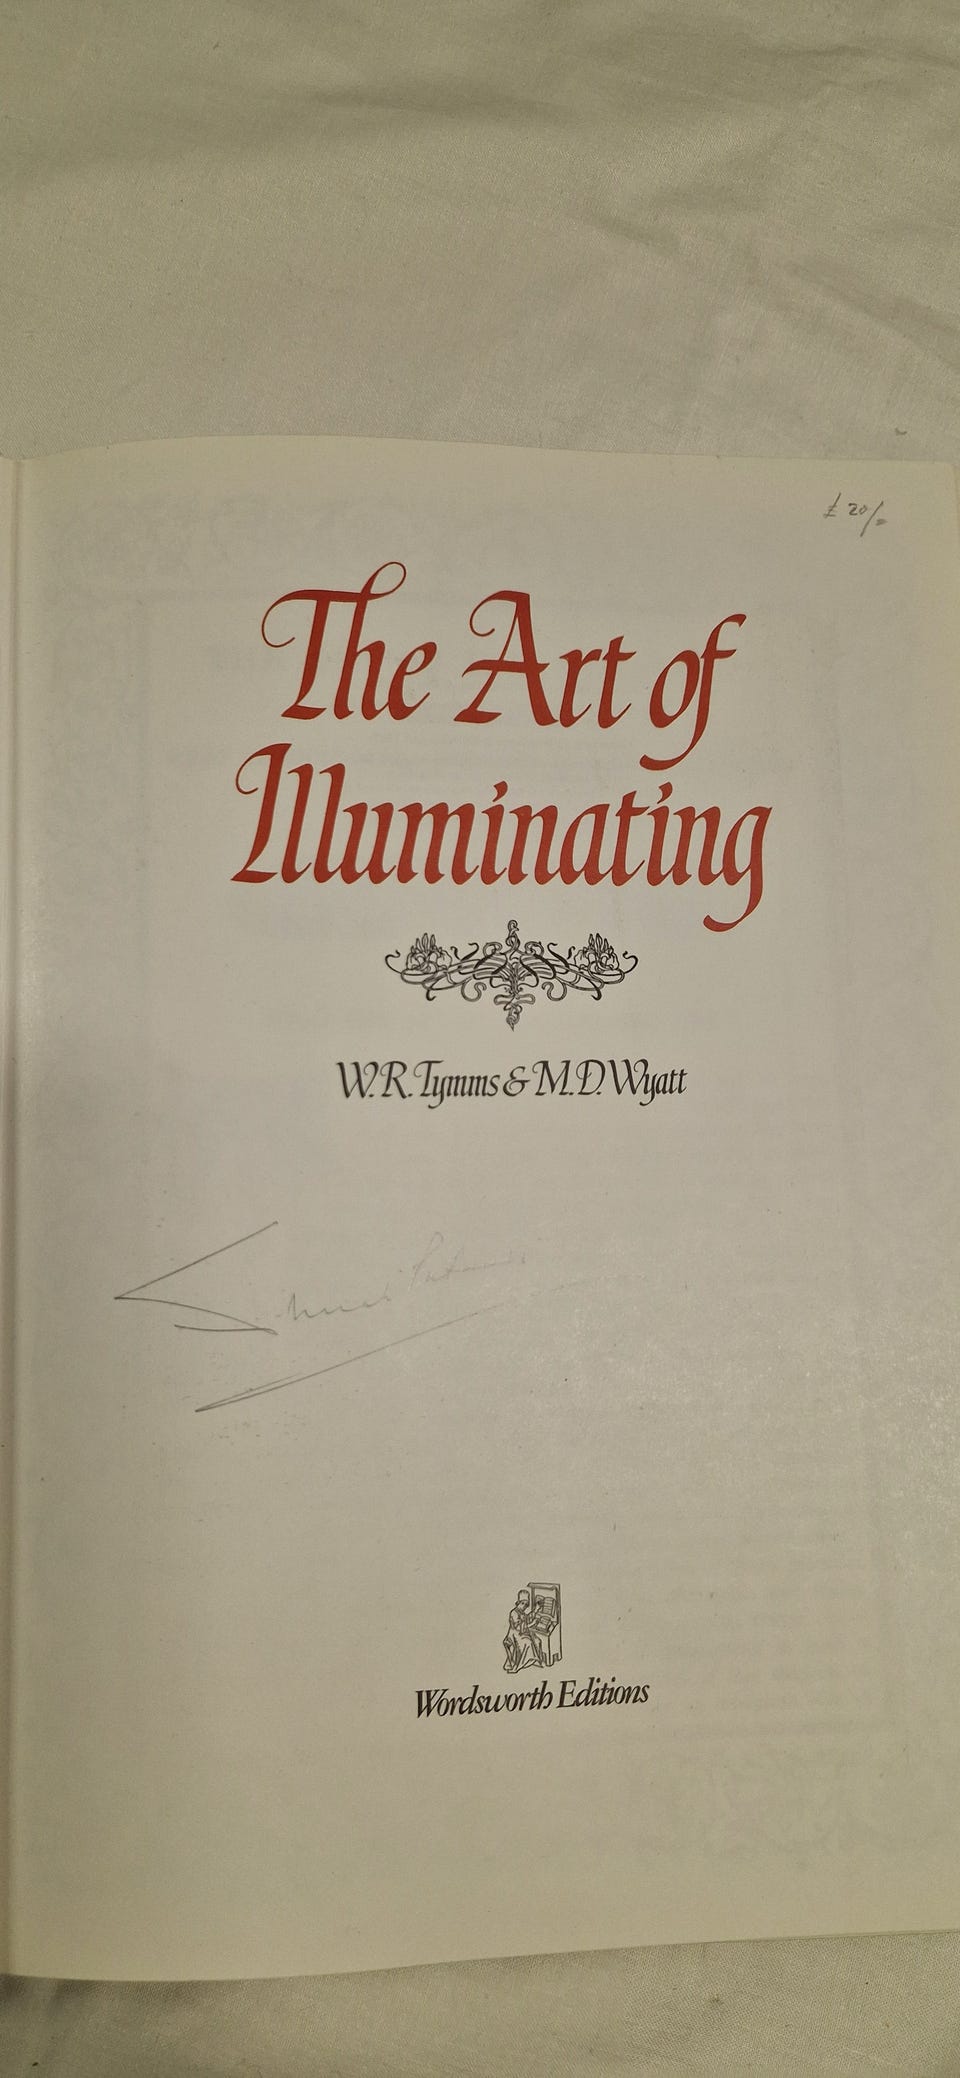 £ 20/=
The Art of
Illuminating
W.R. Tymms & M.D. Wyatt
Wordsworth Editions